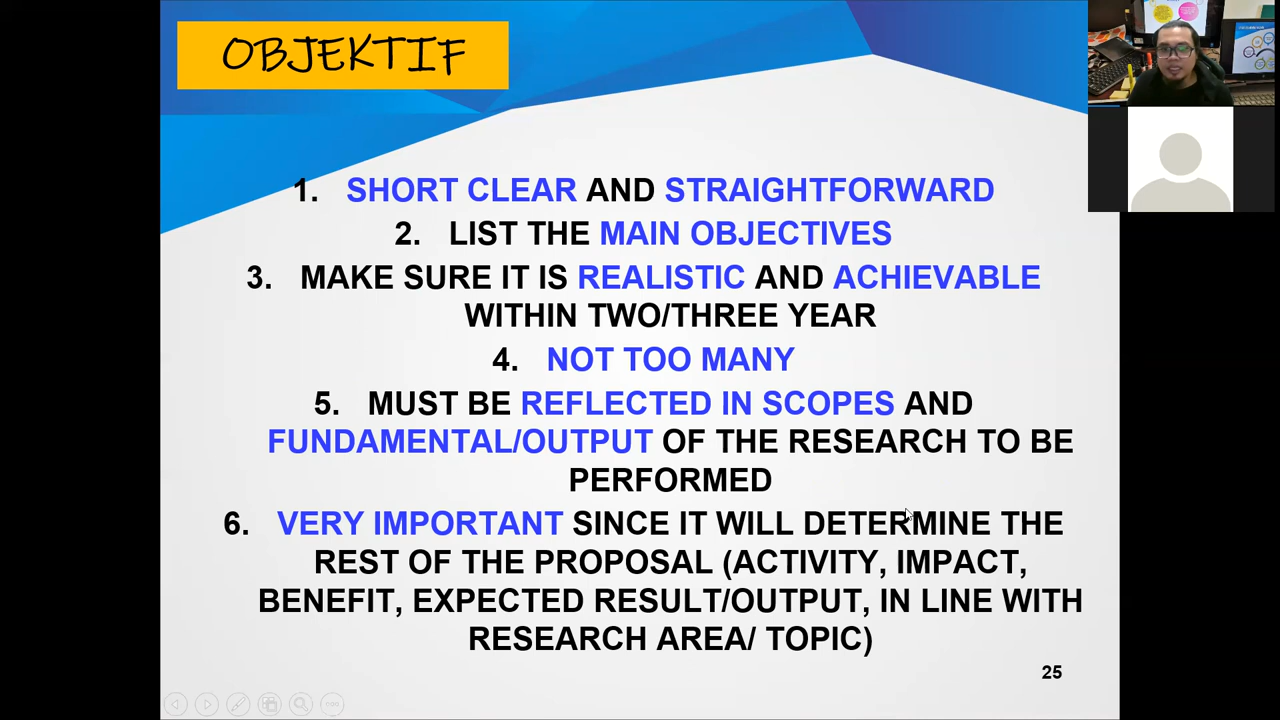 OBJEKTIF
1. SHORT CLEAR AND STRAIGHTFORWARD
2. LIST THE MAIN OBJECTIVES
3. MAKE SURE IT IS REALISTIC AND ACHIEVABLE
WITHIN TWO/THREE YEAR
4. NOT TOO MANY
5. MUST BE REFLECTED IN SCOPES AND
FUNDAMENTAL/OUTPUT OF THE RESEARCH TO BE
PERFORMED
6. VERY IMPORTANT SINCE IT WILL DETERMINE THE
REST OF THE PROPOSAL (ACTIVITY, IMPACT,
BENEFIT, EXPECTED RESULT/OUTPUT, IN LINE WITH
RESEARCH AREA/ TOPIC)
25